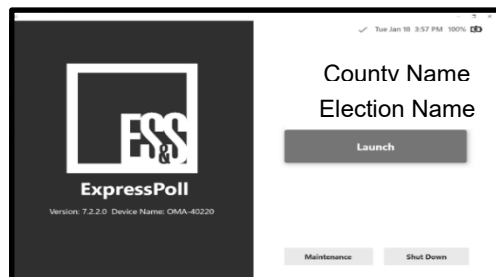 Tue Jan 18 3:57 PM 100%
County Name
Election Name
ES&S
Launch
ExpressPoll
Version: 7.2.2.0 Device Name: OMA-40220
Maintenance Shut Down